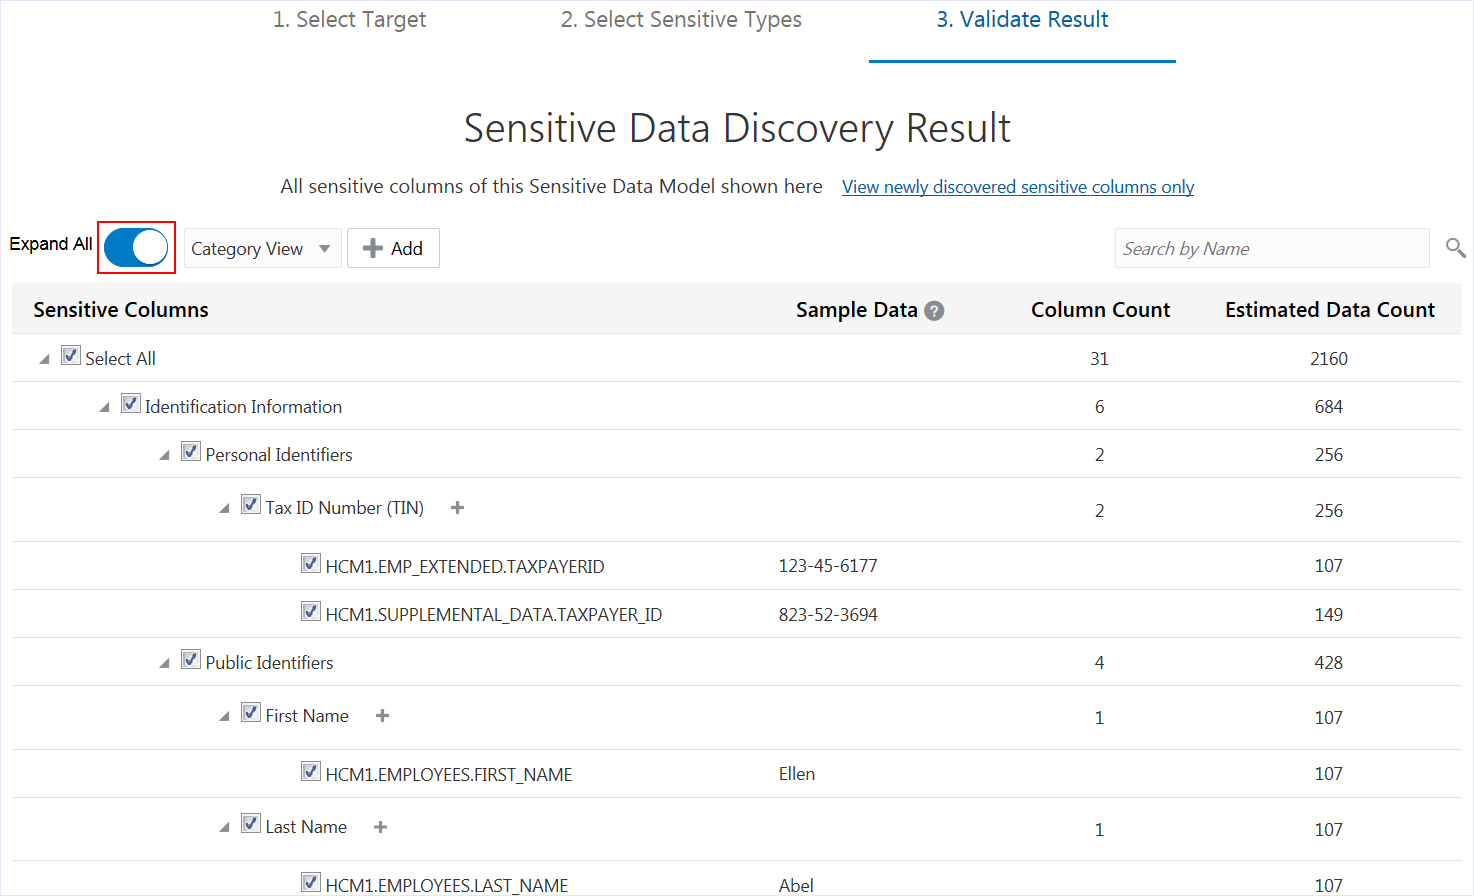 1. Select Target 2. Select Sensitive Types 3. Validate Result
Sensitive Data Discovery Result
All sensitive columns of this Sensitive Data Model shown here View newly discovered sensitive columns only
Expand All Category View Add Search by Name
Sensitive Columns Sample Data ? Column Count Estimated Data Count
Select All 31 2160
Identification Information 6 684
Personal Identifiers 2 256
Tax ID Number (TIN) + 2 256
HCM1.EMP_EXTENDED.TAXPAYERID 123-45-6177 107
HCM1.SUPPLEMENTAL_DATA.TAXPAYER_ID 823-52-3694 149
Public Identifiers 4 428
First Name + 1 107
HCM1.EMPLOYEES.FIRST_NAME Ellen 107
Last Name + 1 107
HCM1.EMPLOYEES.LAST_NAME Abel 107